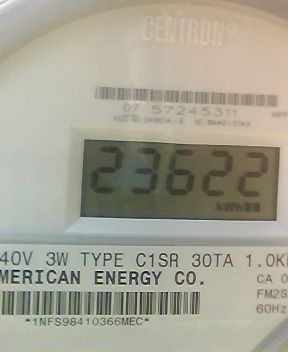 CENTRON
07 57245311
23622
kWh
40V 3W TYPE C1SR 30TA 1.0K
MERICAN ENERGY CO.
CA 0
FM2S
60Hz
*1NFS98410366MEC*